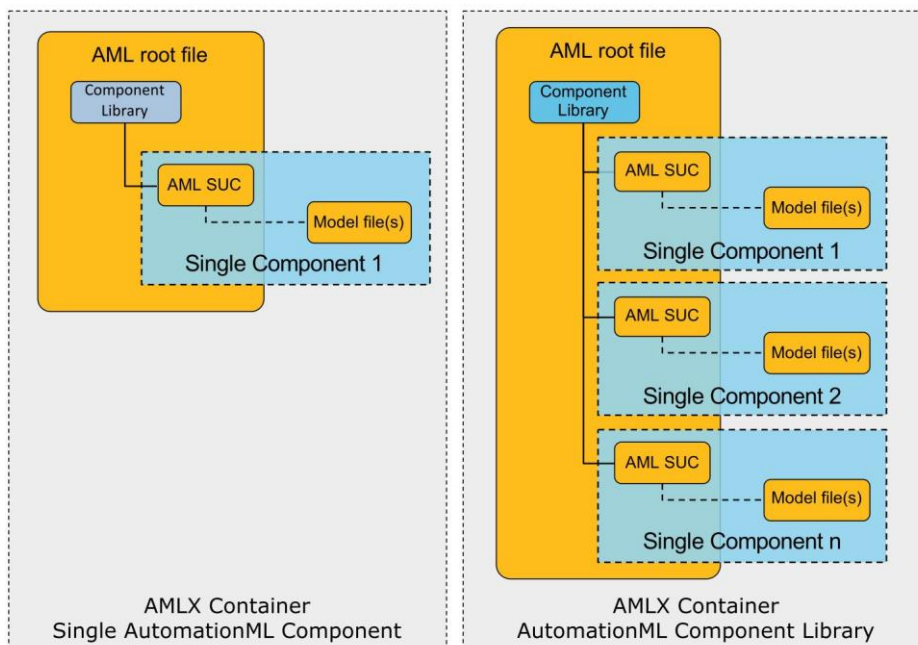 AML root file
Component
Library
AML SUC
Model file(s)
Single Component 1
AMLX Container
Single AutomationML Component
AML root file
Component
Library
AML SUC
Model file(s)
Single Component 1
AML SUC
Model file(s)
Single Component 2
AML SUC
Model file(s)
Single Component n
AMLX Container
AutomationML Component Library